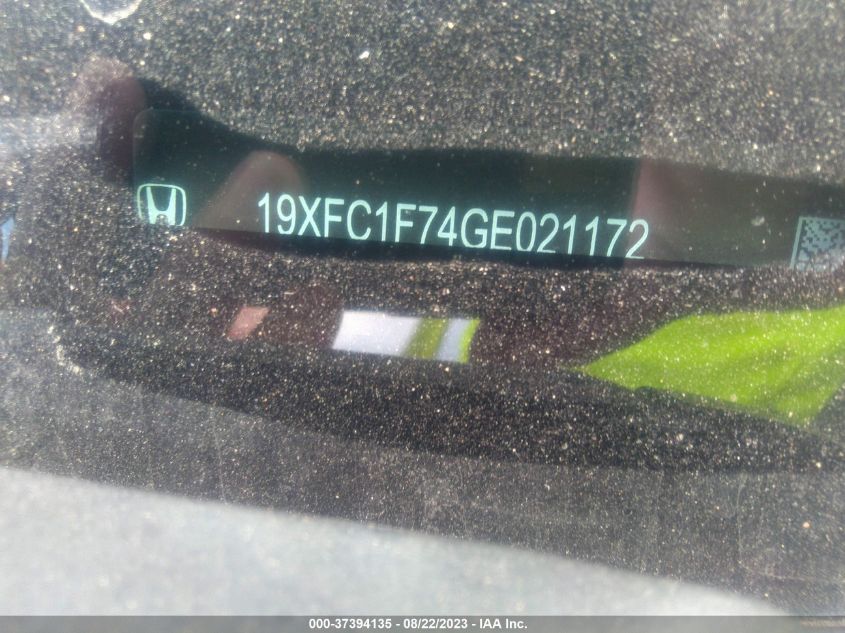 19XFC1F74GE021172
000-37394135 - 08/22/2023 - IAA Inc.